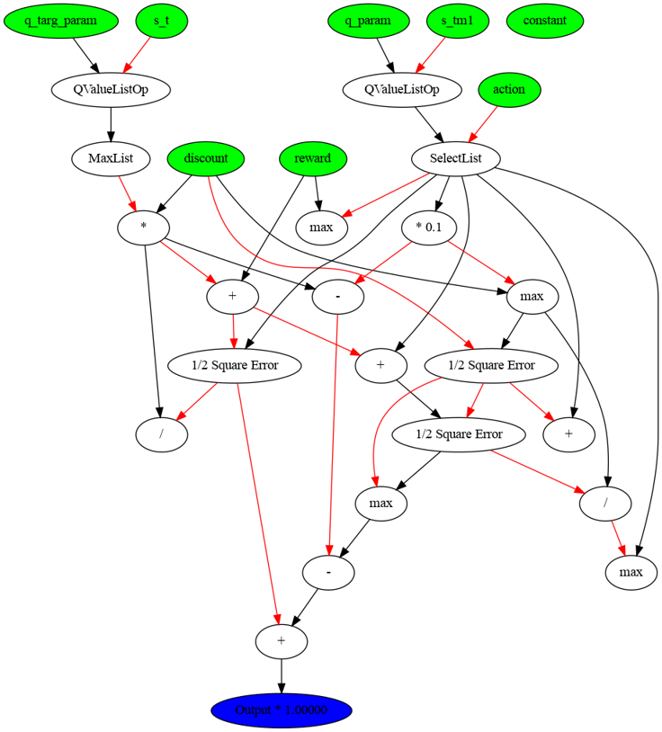 q_targ_param
s_t
q_param
s_tm1
constant
QValueListOp
QValueListOp
action
MaxList
discount
reward
SelectList
*
max
* 0.1
+
-
max
1/2 Square Error
+
1/2 Square Error
/
1/2 Square Error
+
max
/
-
max
+
Output * 1.00000